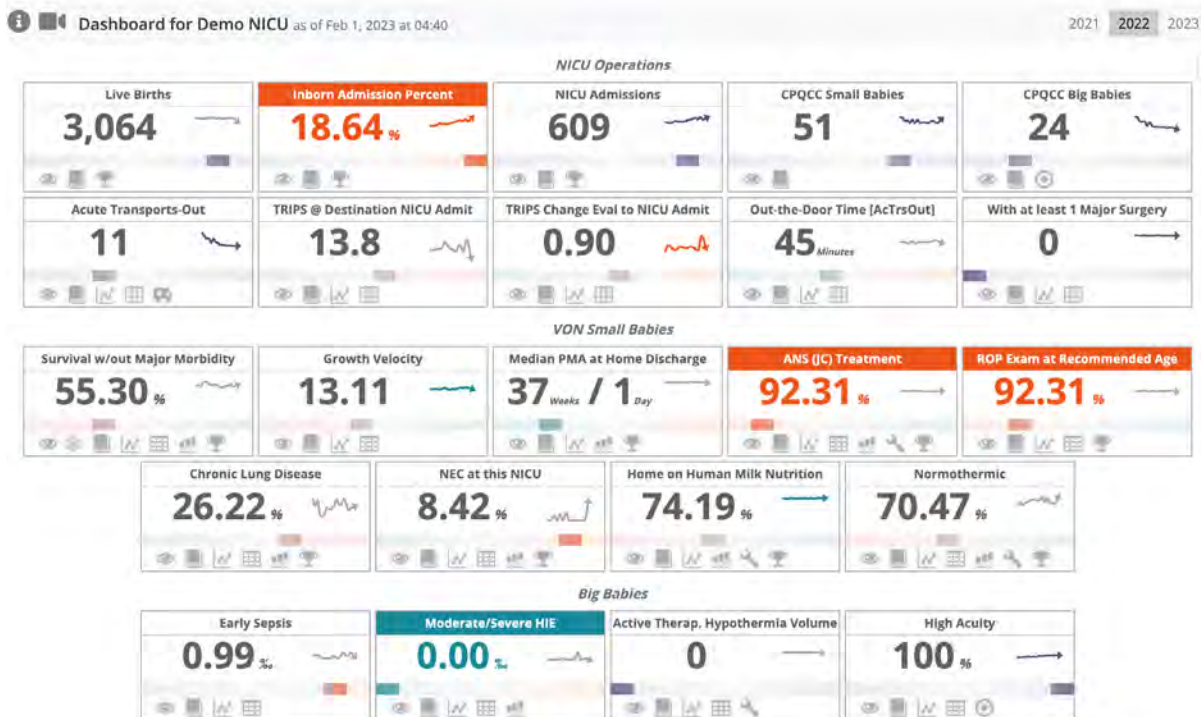 Dashboard for Demo NICU as of Feb 1, 2023 at 04:40
2021 2022 2023
NICU Operations
Live Births
3,064
Inborn Admission Percent
18.64 %
NICU Admissions
609
CPQCC Small Babies
51
CPQCC Big Babies
24
Acute Transports-Out
11
TRIPS @ Destination NICU Admit
13.8
TRIPS Change Eval to NICU Admit
0.90
Out-the-Door Time [AcTrsOut]
45 Minutes
With at least 1 Major Surgery
0
VON Small Babies
Survival w/out Major Morbidity
55.30 %
Growth Velocity
13.11
Median PMA at Home Discharge
37 Weeks / 1 Day
ANS (JC) Treatment
92.31 %
ROP Exam at Recommended Age
92.31 %
Chronic Lung Disease
26.22 %
NEC at this NICU
8.42 %
Home on Human Milk Nutrition
74.19 %
Normothermic
70.47 %
Big Babies
Early Sepsis
0.99 ‰
Moderate/Severe HIE
0.00 ‰
Active Therap. Hypothermia Volume
0
High Acuity
100 %